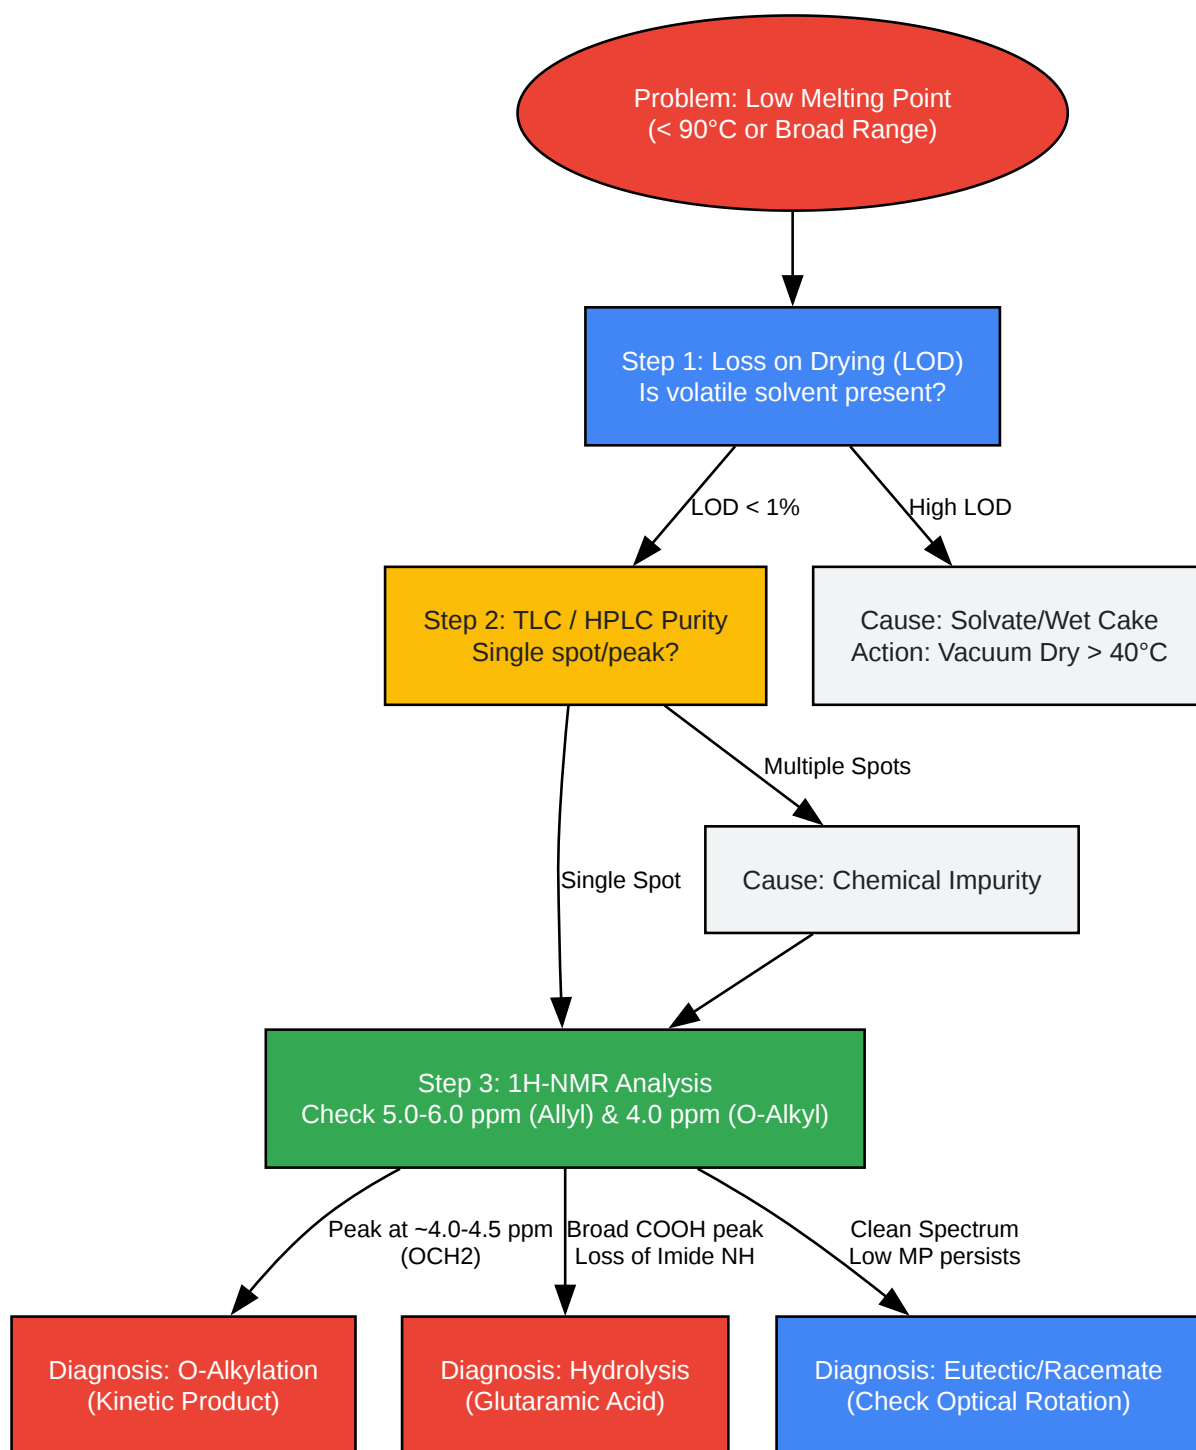 Problem: Low Melting Point
(< 90°C or Broad Range)
Step 1: Loss on Drying (LOD)
Is volatile solvent present?
LOD < 1%
High LOD
Step 2: TLC / HPLC Purity
Single spot/peak?
Cause: Solvate/Wet Cake
Action: Vacuum Dry > 40°C
Multiple Spots
Single Spot
Cause: Chemical Impurity
Step 3: 1H-NMR Analysis
Check 5.0-6.0 ppm (Allyl) & 4.0 ppm (O-Alkyl)
Peak at ~4.0-4.5 ppm
(OCH2)
Broad COOH peak
Loss of Imide NH
Clean Spectrum
Low MP persists
Diagnosis: O-Alkylation
(Kinetic Product)
Diagnosis: Hydrolysis
(Glutaramic Acid)
Diagnosis: Eutectic/Racemate
(Check Optical Rotation)